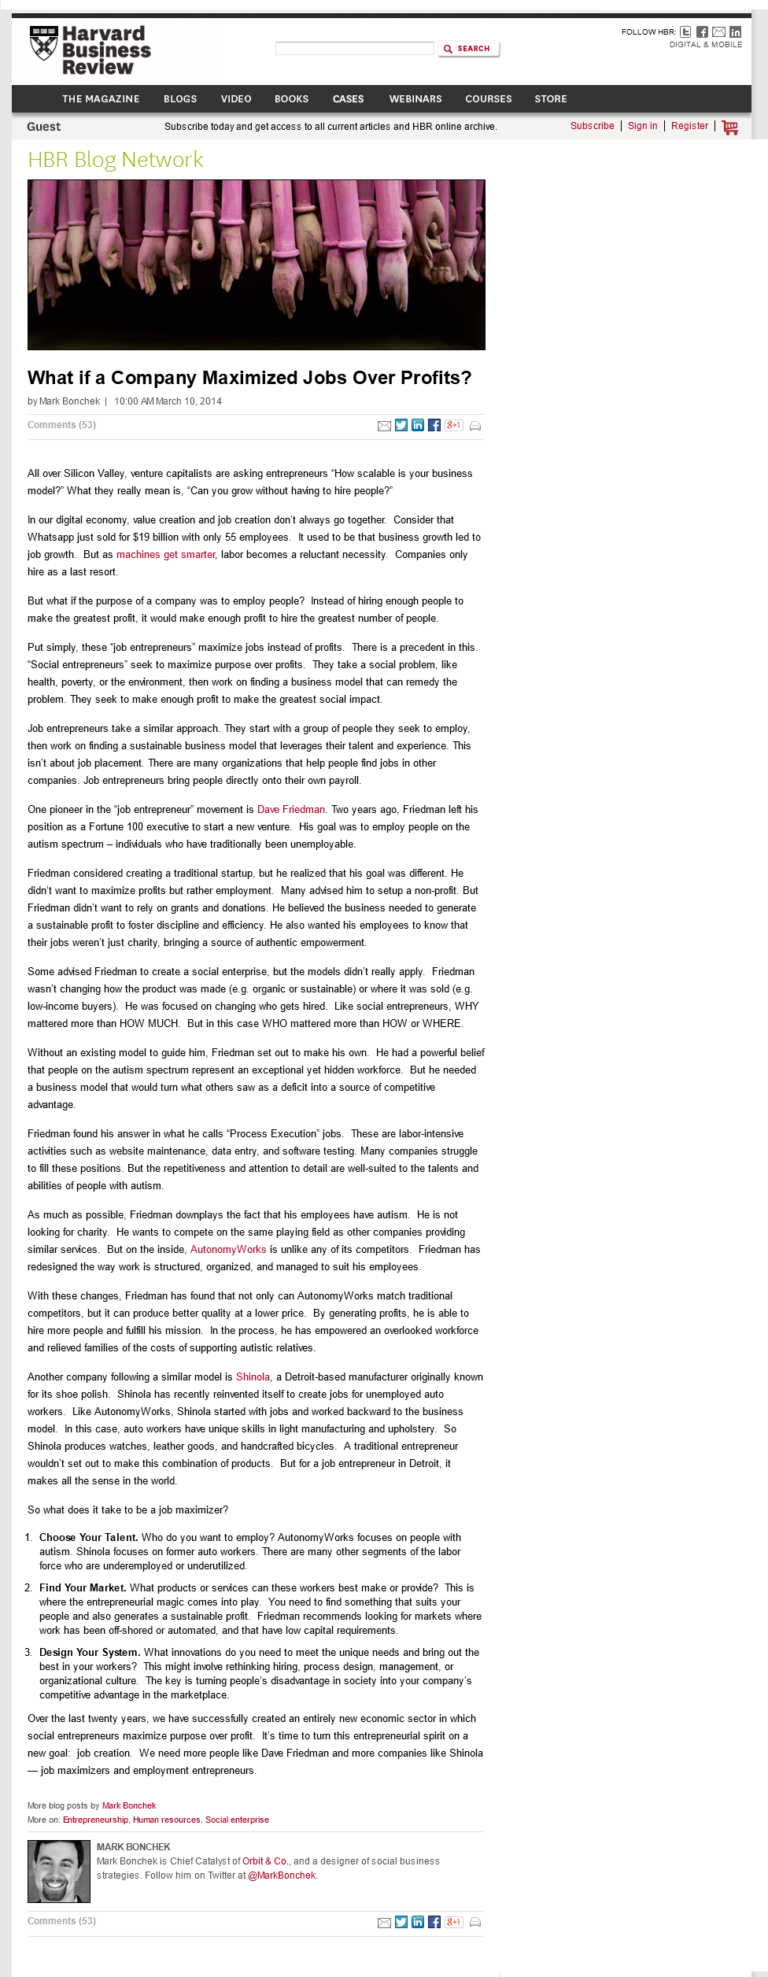 Harvard
Business
Review
SEARCH
FOLLOW HBR:
DIGITAL & MOBILE
THE MAGAZINE BLOGS VIDEO BOOKS CASES WEBINARS COURSES STORE
Guest Subscribe today and get access to all current articles and HBR online archive. Subscribe | Sign in | Register |
HBR Blog Network
What if a Company Maximized Jobs Over Profits?
by Mark Bonchek | 10:00 AM March 10, 2014
Comments (53)
All over Silicon Valley, venture capitalists are asking entrepreneurs “How scalable is your business
model?” What they really mean is, “Can you grow without having to hire people?”
In our digital economy, value creation and job creation don’t always go together. Consider that
Whatsapp just sold for $19 billion with only 55 employees. It used to be that business growth led to
job growth. But as machines get smarter, labor becomes a reluctant necessity. Companies only
hire as a last resort.
But what if the purpose of a company was to employ people? Instead of hiring enough people to
make the greatest profit, it would make enough profit to hire the greatest number of people.
Put simply, these “job entrepreneurs” maximize jobs instead of profits. There is a precedent in this.
“Social entrepreneurs” seek to maximize purpose over profits. They take a social problem, like
health, poverty, or the environment, then work on finding a business model that can remedy the
problem. They seek to make enough profit to make the greatest social impact.
Job entrepreneurs take a similar approach. They start with a group of people they seek to employ,
then work on finding a sustainable business model that leverages their talent and experience. This
isn’t about job placement. There are many organizations that help people find jobs in other
companies. Job entrepreneurs bring people directly onto their own payroll.
One pioneer in the “job entrepreneur” movement is Dave Friedman. Two years ago, Friedman left his
position as a Fortune 100 executive to start a new venture. His goal was to employ people on the
autism spectrum – individuals who have traditionally been unemployable.
Friedman considered creating a traditional startup, but he realized that his goal was different. He
didn’t want to maximize profits but rather employment. Many advised him to setup a non-profit. But
Friedman didn’t want to rely on grants and donations. He believed the business needed to generate
a sustainable profit to foster discipline and efficiency. He also wanted his employees to know that
their jobs weren’t just charity, bringing a source of authentic empowerment.
Some advised Friedman to create a social enterprise, but the models didn’t really apply. Friedman
wasn’t changing how the product was made (e.g. organic or sustainable) or where it was sold (e.g.
low-income buyers). He was focused on changing who gets hired. Like social entrepreneurs, WHY
mattered more than HOW MUCH. But in this case WHO mattered more than HOW or WHERE.
Without an existing model to guide him, Friedman set out to make his own. He had a powerful belief
that people on the autism spectrum represent an exceptional yet hidden workforce. But he needed
a business model that would turn what others saw as a deficit into a source of competitive
advantage.
Friedman found his answer in what he calls “Process Execution” jobs. These are labor-intensive
activities such as website maintenance, data entry, and software testing. Many companies struggle
to fill these positions. But the repetitiveness and attention to detail are well-suited to the talents and
abilities of people with autism.
As much as possible, Friedman downplays the fact that his employees have autism. He is not
looking for charity. He wants to compete on the same playing field as other companies providing
similar services. But on the inside, AutonomyWorks is unlike any of its competitors. Friedman has
redesigned the way work is structured, organized, and managed to suit his employees.
With these changes, Friedman has found that not only can AutonomyWorks match traditional
competitors, but it can produce better quality at a lower price. By generating profits, he is able to
hire more people and fulfill his mission. In the process, he has empowered an overlooked workforce
and relieved families of the costs of supporting autistic relatives.
Another company following a similar model is Shinola, a Detroit-based manufacturer originally known
for its shoe polish. Shinola has recently reinvented itself to create jobs for unemployed auto
workers. Like AutonomyWorks, Shinola started with jobs and worked backward to the business
model. In this case, auto workers have unique skills in light manufacturing and upholstery. So
Shinola produces watches, leather goods, and handcrafted bicycles. A traditional entrepreneur
wouldn’t set out to make this combination of products. But for a job entrepreneur in Detroit, it
makes all the sense in the world.
So what does it take to be a job maximizer?
1. Choose Your Talent. Who do you want to employ? AutonomyWorks focuses on people with
autism. Shinola focuses on former auto workers. There are many other segments of the labor
force who are underemployed or underutilized.
2. Find Your Market. What products or services can these workers best make or provide? This is
where the entrepreneurial magic comes into play. You need to find something that suits your
people and also generates a sustainable profit. Friedman recommends looking for markets where
work has been off-shored or automated, and that have low capital requirements.
3. Design Your System. What innovations do you need to meet the unique needs and bring out the
best in your workers? This might involve rethinking hiring, process design, management, or
organizational culture. The key is turning people’s disadvantage in society into your company’s
competitive advantage in the marketplace.
Over the last twenty years, we have successfully created an entirely new economic sector in which
social entrepreneurs maximize purpose over profit. It’s time to turn this entrepreneurial spirit on a
new goal: job creation. We need more people like Dave Friedman and more companies like Shinola
— job maximizers and employment entrepreneurs.
More blog posts by Mark Bonchek
More on: Entrepreneurship, Human resources, Social enterprise
MARK BONCHEK
Mark Bonchek is Chief Catalyst of Orbit & Co., and a designer of social business
strategies. Follow him on Twitter at @MarkBonchek.
Comments (53)